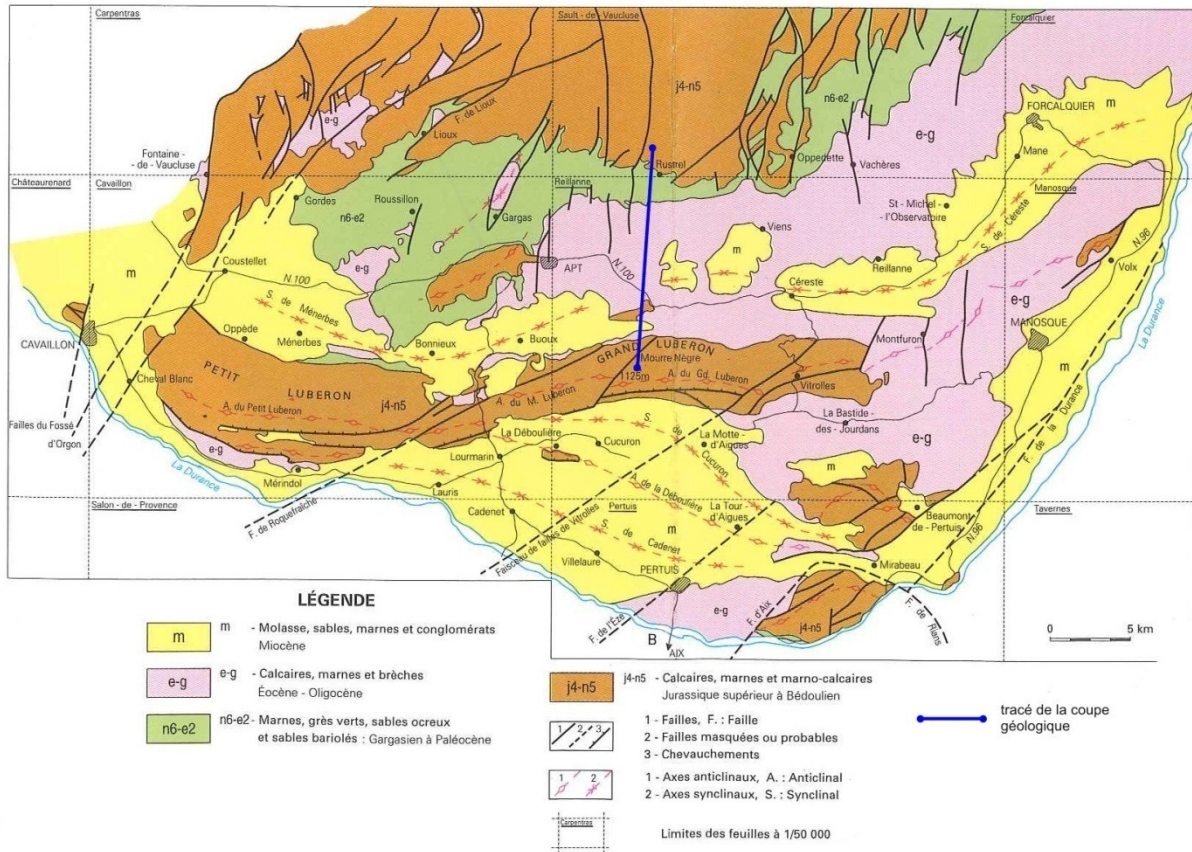 Carpentras
Sault - de - Vaucluse
Forcalquier
F. de Lioux
e-g
j4-n5
n6-e2
e-g
m
FORCALQUIER
Lioux
Fontaine -
- de - Vaucluse
Rustrel
Oppedette
Vachères
Mane
Châteaurenard
Cavaillon
Reillanne
Manosque
Gordes
Roussillon
n6-e2
Gargas
St - Michel -
- l'Observatoire
m
Viens
S. de Céreste
N.96
Coustellet
N.100
e-g
APT
N.100
m
Reillanne
Volx
Céreste
e-g
S. de Ménerbes
Oppède
Ménerbes
Bonnieux
Buoux
GRAND LUBERON
Mourre Nègre
1125m
Montfuron
MANOSQUE
La Durance
CAVAILLON
PETIT LUBERON
Cheval Blanc
j4-n5
A. du Petit Luberon
A. du M. Luberon
A. du Gd. Luberon
Vitrolles
m
Failles du Fossé
d'Orgon
La Déboulière
S. de Cucuron
Cucuron
La Motte -
- d'Aigues
La Bastide -
- des - Jourdans
e-g
F. de la Durance
e-g
Lourmarin
La Durance
Mérindol
Lauris
A. de la Déboulière
m
Salon - de - Provence
F. de Roquefraîche
Cadenet
Pertuis
La Tour
d'Aigues
Beaumont
de - Pertuis
Tavernes
N.96
Faisceau de failles de Vitrolles
S. de Cadenet
m
Villelaure
PERTUIS
Mirabeau
F. de l'Eze
e-g
F. d'Aix
j4-n5
F. de Rians
B
AIX
0 5 km
LÉGENDE
m
m - Molasse, sables, marnes et conglomérats
Miocène
e-g
e-g - Calcaires, marnes et brèches
Éocène - Oligocène
n6-e2
n6-e2 - Marnes, grès verts, sables ocreux
et sables bariolés : Gargasien à Paléocène
j4-n5
j4-n5 - Calcaires, marnes et marno-calcaires
Jurassique supérieur à Bédoulien
1 2 3
1 - Failles, F. : Faille
2 - Failles masquées ou probables
3 - Chevauchements
1 2
1 - Axes anticlinaux, A. : Anticlinal
2 - Axes synclinaux, S. : Synclinal
Carpentras
Limites des feuilles à 1/50 000
tracé de la coupe
géologique